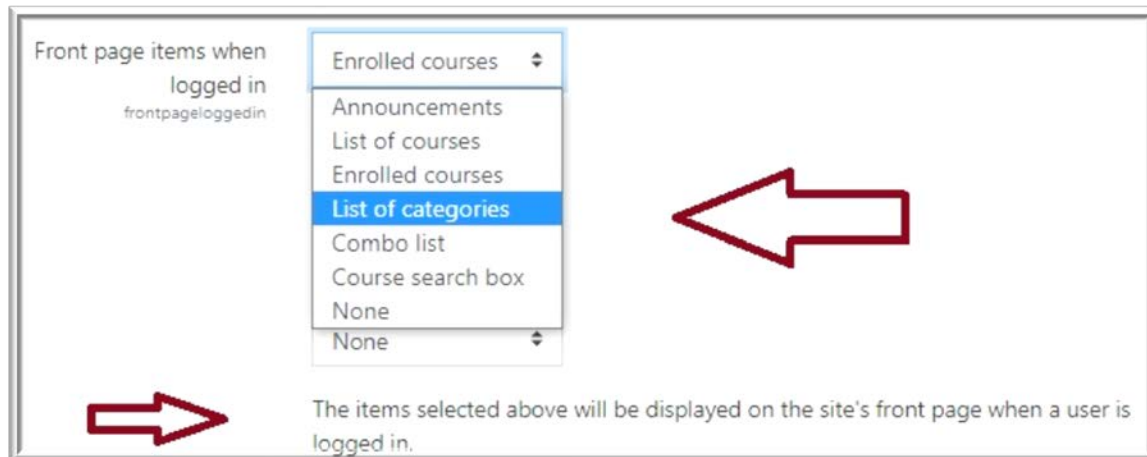 Front page items when
logged in
frontpageloggedin
Enrolled courses
Announcements
List of courses
Enrolled courses
List of categories
Combo list
Course search box
None
None
The items selected above will be displayed on the site's front page when a user is
logged in.